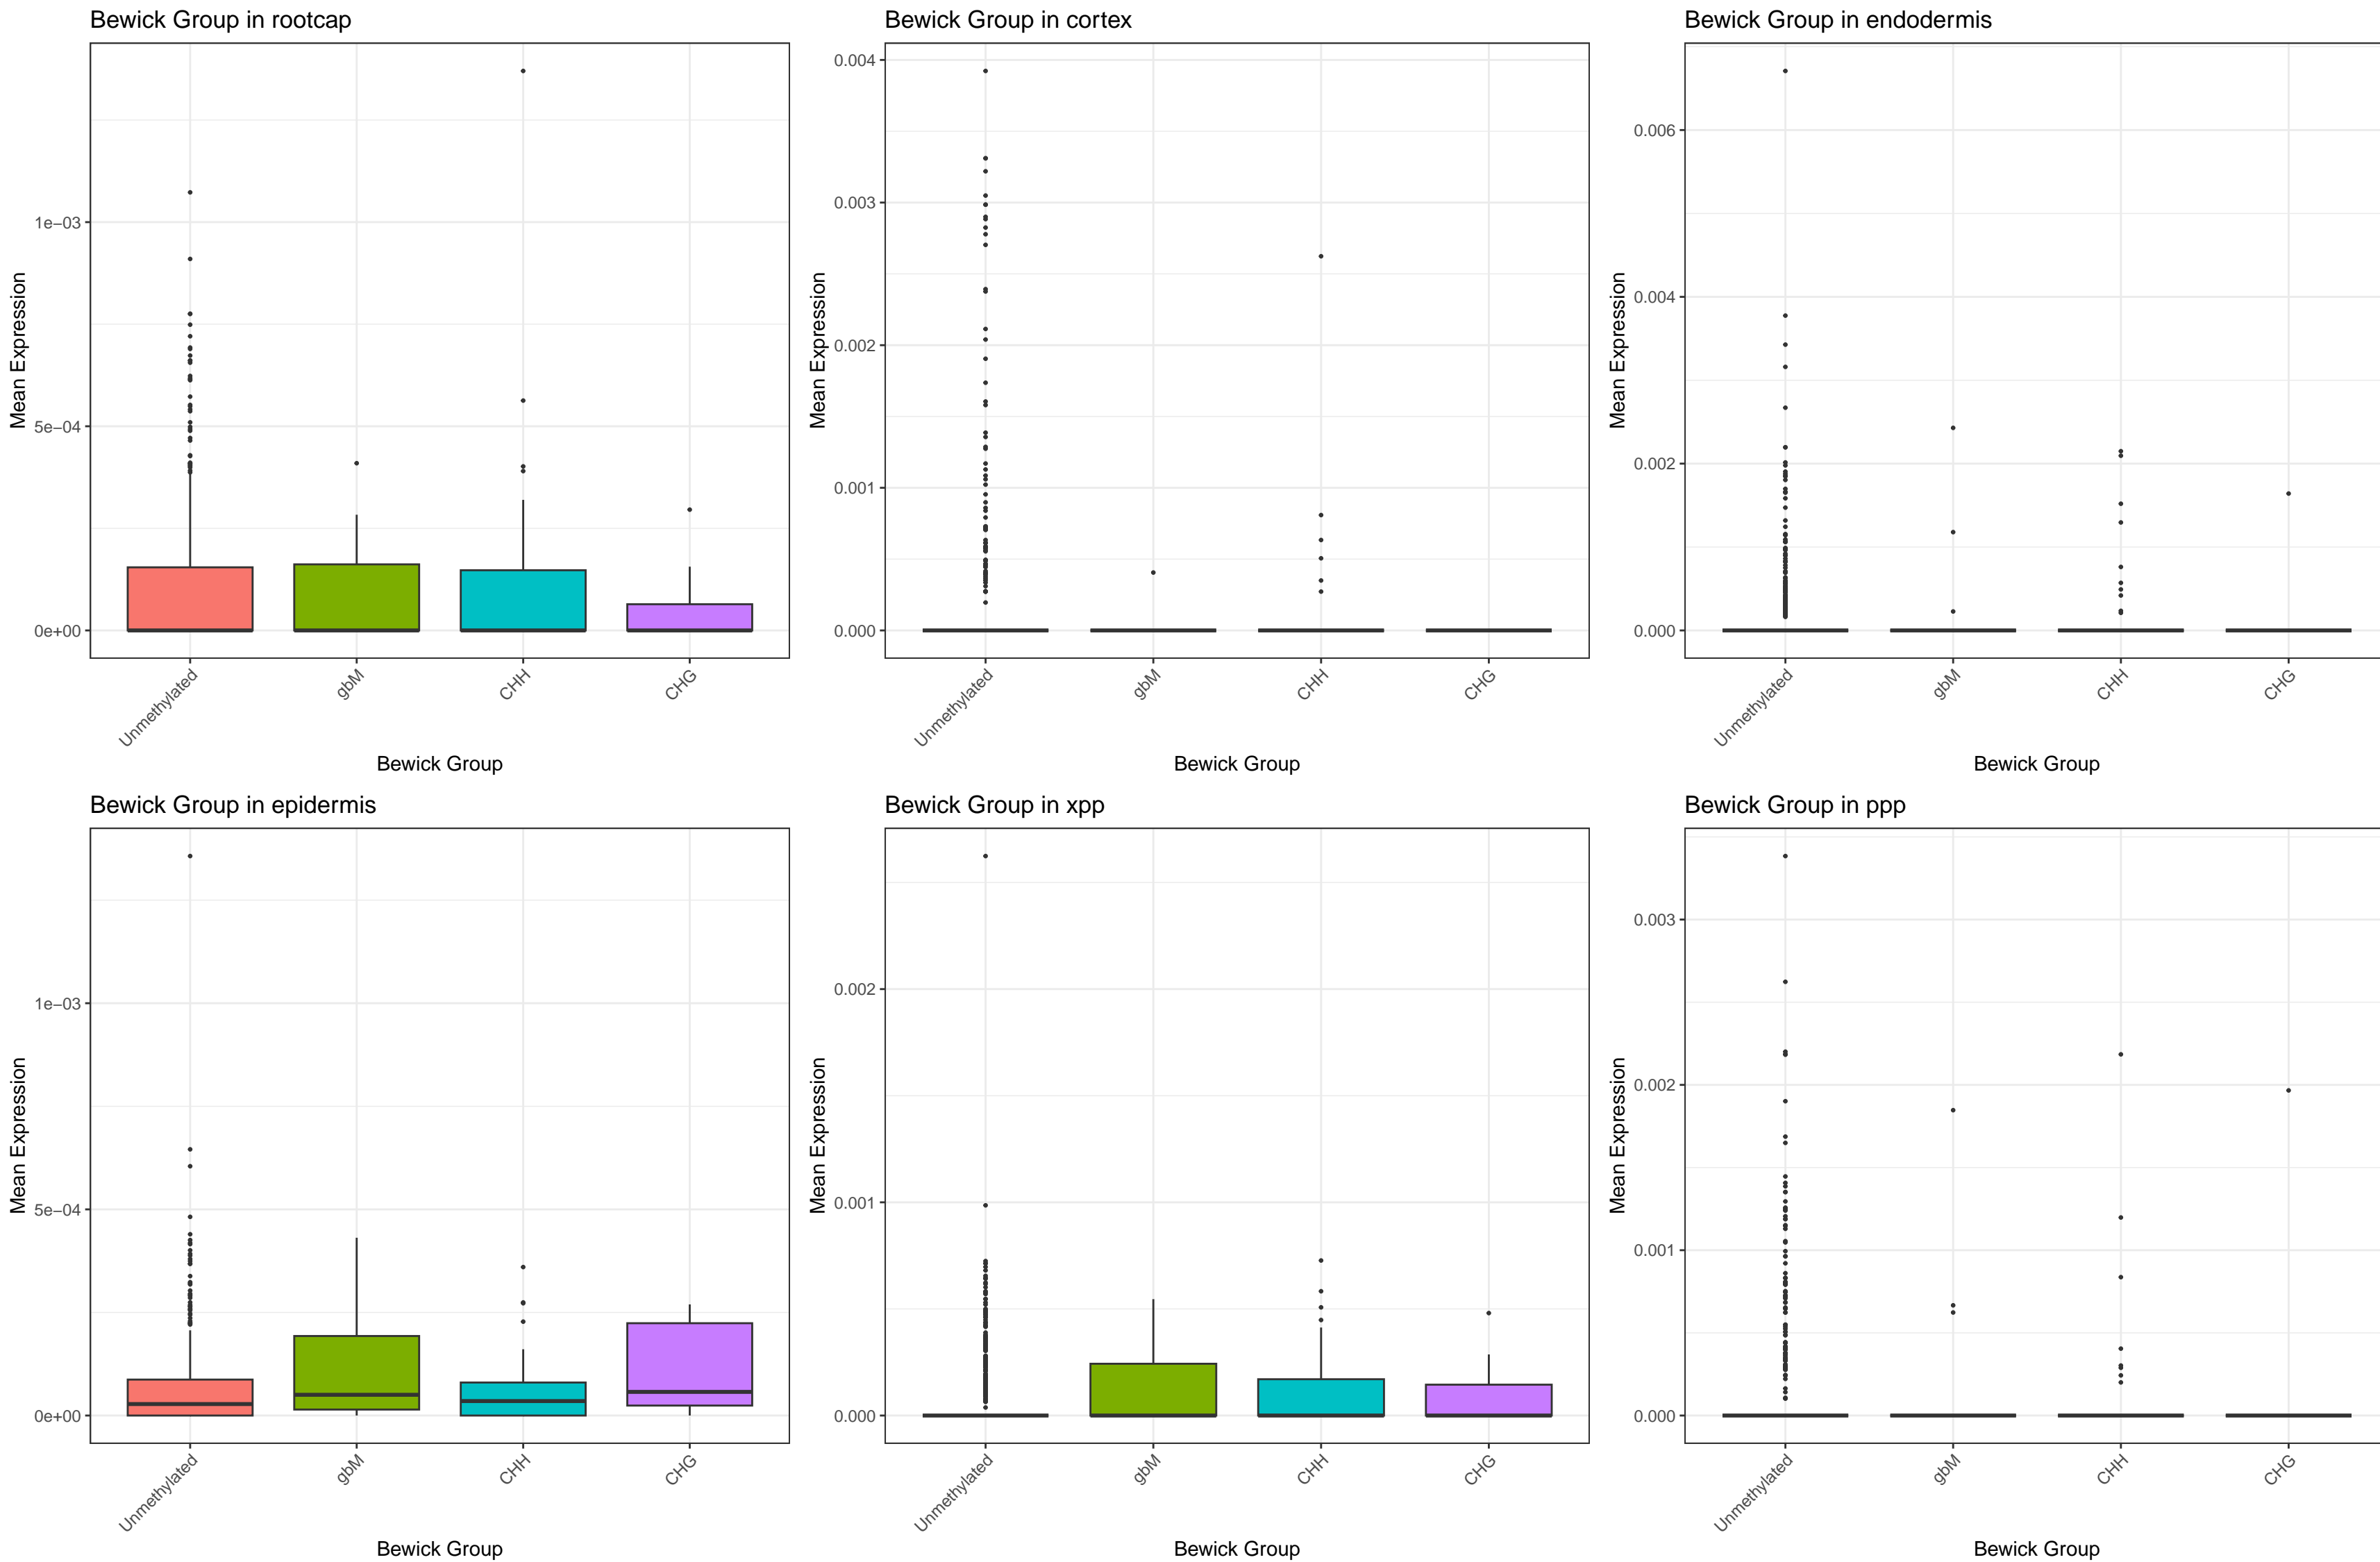 Bewick Group in rootcap
Mean Expression
1e−03
5e−04
0e+00
Unmethylated
gbM
CHH
CHG
Bewick Group
Bewick Group in cortex
Mean Expression
0.004
0.003
0.002
0.001
0.000
Unmethylated
gbM
CHH
CHG
Bewick Group
Bewick Group in endodermis
Mean Expression
0.006
0.004
0.002
0.000
Unmethylated
gbM
CHH
CHG
Bewick Group
Bewick Group in epidermis
Mean Expression
1e−03
5e−04
0e+00
Unmethylated
gbM
CHH
CHG
Bewick Group
Bewick Group in xpp
Mean Expression
0.002
0.001
0.000
Unmethylated
gbM
CHH
CHG
Bewick Group
Bewick Group in ppp
Mean Expression
0.003
0.002
0.001
0.000
Unmethylated
gbM
CHH
CHG
Bewick Group